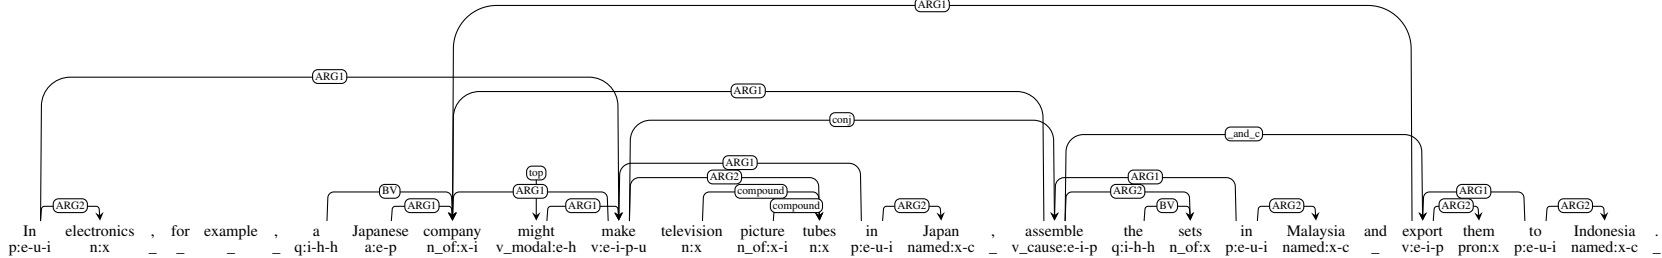 ARG1
ARG1
ARG1
conj
_and_c
ARG1
top ARG2 ARG1
BV ARG1 compound ARG2 ARG1
ARG2 ARG1 ARG1 compound ARG2 BV ARG2 ARG2 ARG2
In electronics , for example , a Japanese company might make television picture tubes in Japan , assemble the sets in Malaysia and export them to Indonesia .
p:e-u-i n:x _ _ _ _ q:i-h-h a:e-p n_of:x-i v_modal:e-h v:e-i-p-u n:x n_of:x-i n:x p:e-u-i named:x-c _ v_cause:e-i-p q:i-h-h n_of:x p:e-u-i named:x-c _ v:e-i-p pron:x p:e-u-i named:x-c _